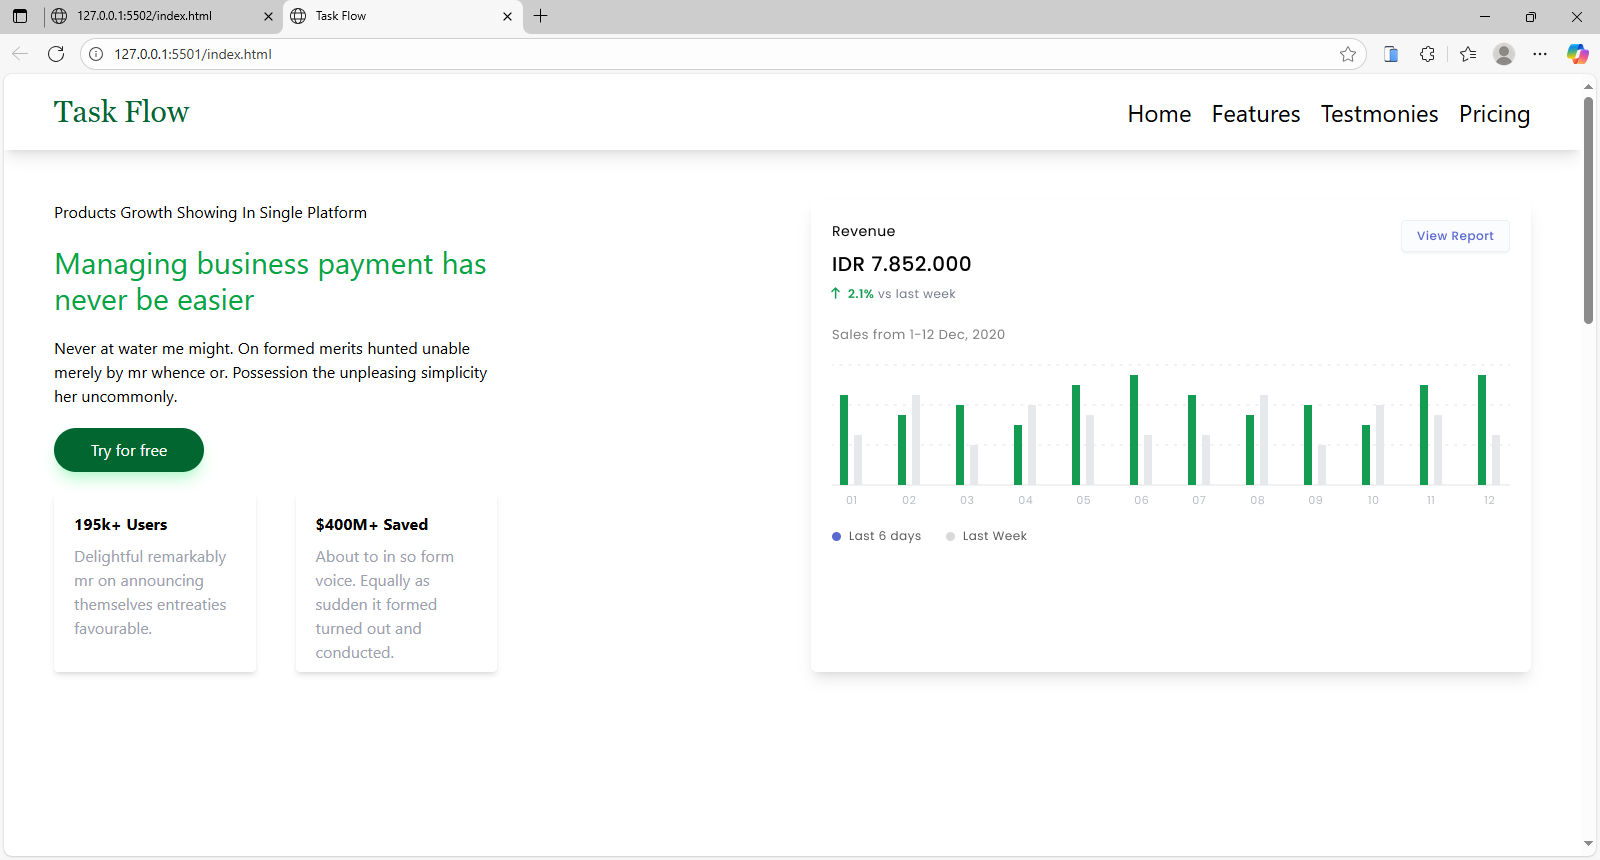 127.0.0.1:5502/index.html
Task Flow
127.0.0.1:5501/index.html
Task Flow
Home Features Testmonies Pricing
Products Growth Showing In Single Platform
Managing business payment has
never be easier
Never at water me might. On formed merits hunted unable
merely by mr whence or. Possession the unpleasing simplicity
her uncommonly.
Try for free
195k+ Users
Delightful remarkably
mr on announcing
themselves entreaties
favourable.
$400M+ Saved
About to in so form
voice. Equally as
sudden it formed
turned out and
conducted.
Revenue
View Report
IDR 7.852.000
2.1% vs last week
Sales from 1-12 Dec, 2020
01 02 03 04 05 06 07 08 09 10 11 12
Last 6 days Last Week